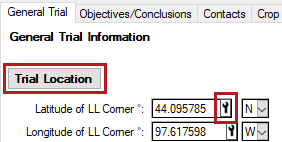 General Trial Objectives/Conclusions Contacts Crop
General Trial Information
Trial Location
Latitude of LL Corner °: 44.095785 N
Longitude of LL Corner °: 97.617598 W